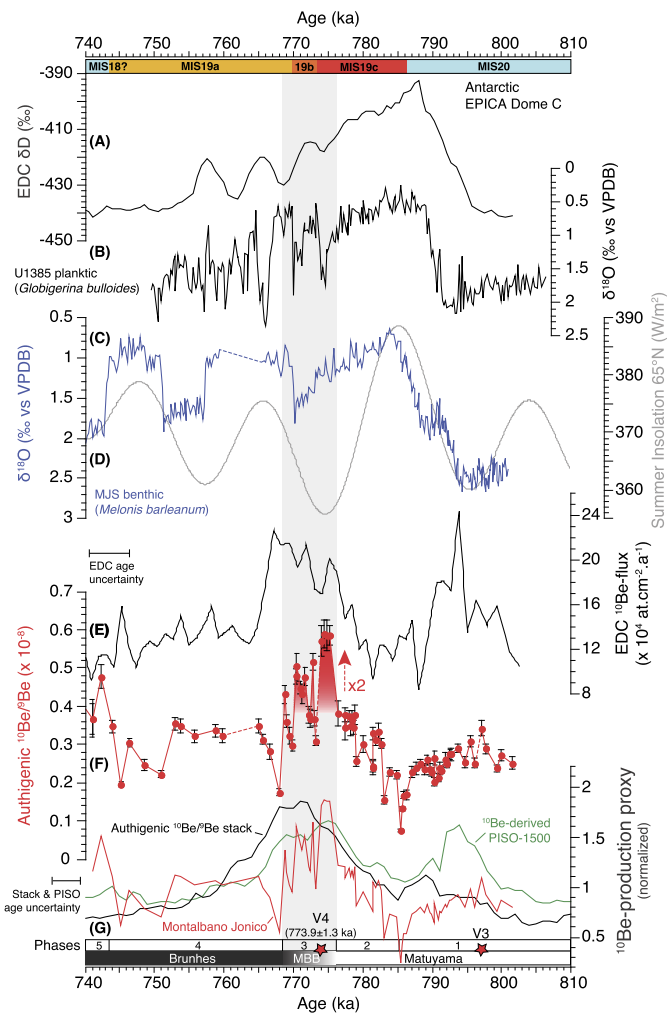 Age (ka)
740 750 760 770 780 790 800 810
MIS18? MIS19a 19b MIS19c MIS20
-390
-410
-430
-450
EDC δD (‰)
Antarctic
EPICA Dome C
(A)
0
0.5
1
1.5
2
2.5
δ18O (‰ vs VPDB)
(B)
U1385 planktic
(Globigerina bulloides)
0.5
1
1.5
2
2.5
3
δ18O (‰ vs VPDB)
(C)
390
380
370
360
Summer Insolation 65°N (W/m²)
(D)
MJS benthic
(Melonis barleanum)
24
20
16
12
8
EDC 10Be-flux
(x 10⁴ at.cm⁻².a⁻¹)
EDC age
uncertainty
0.7
0.6
0.5
0.4
0.3
0.2
0.1
0
Authigenic 10Be/9Be (x 10⁻⁸)
(E)
x2
(F)
2
1.5
1
0.5
10Be-production proxy
(normalized)
Authigenic 10Be/9Be stack
10Be-derived
PISO-1500
Stack & PISO
age uncertainty
Montalbano Jonico
V4
(773.9±1.3 ka)
V3
(G)
Phases 5 4 3 2 1
Brunhes MBB Matuyama
740 750 760 770 780 790 800 810
Age (ka)